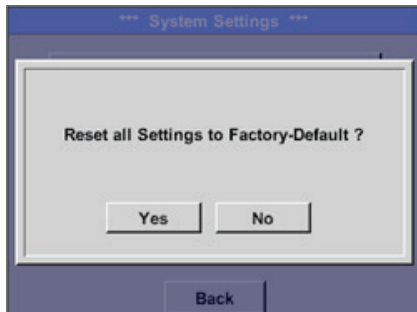 *** System Settings ***
Reset all Settings to Factory-Default ?
Yes No
Back